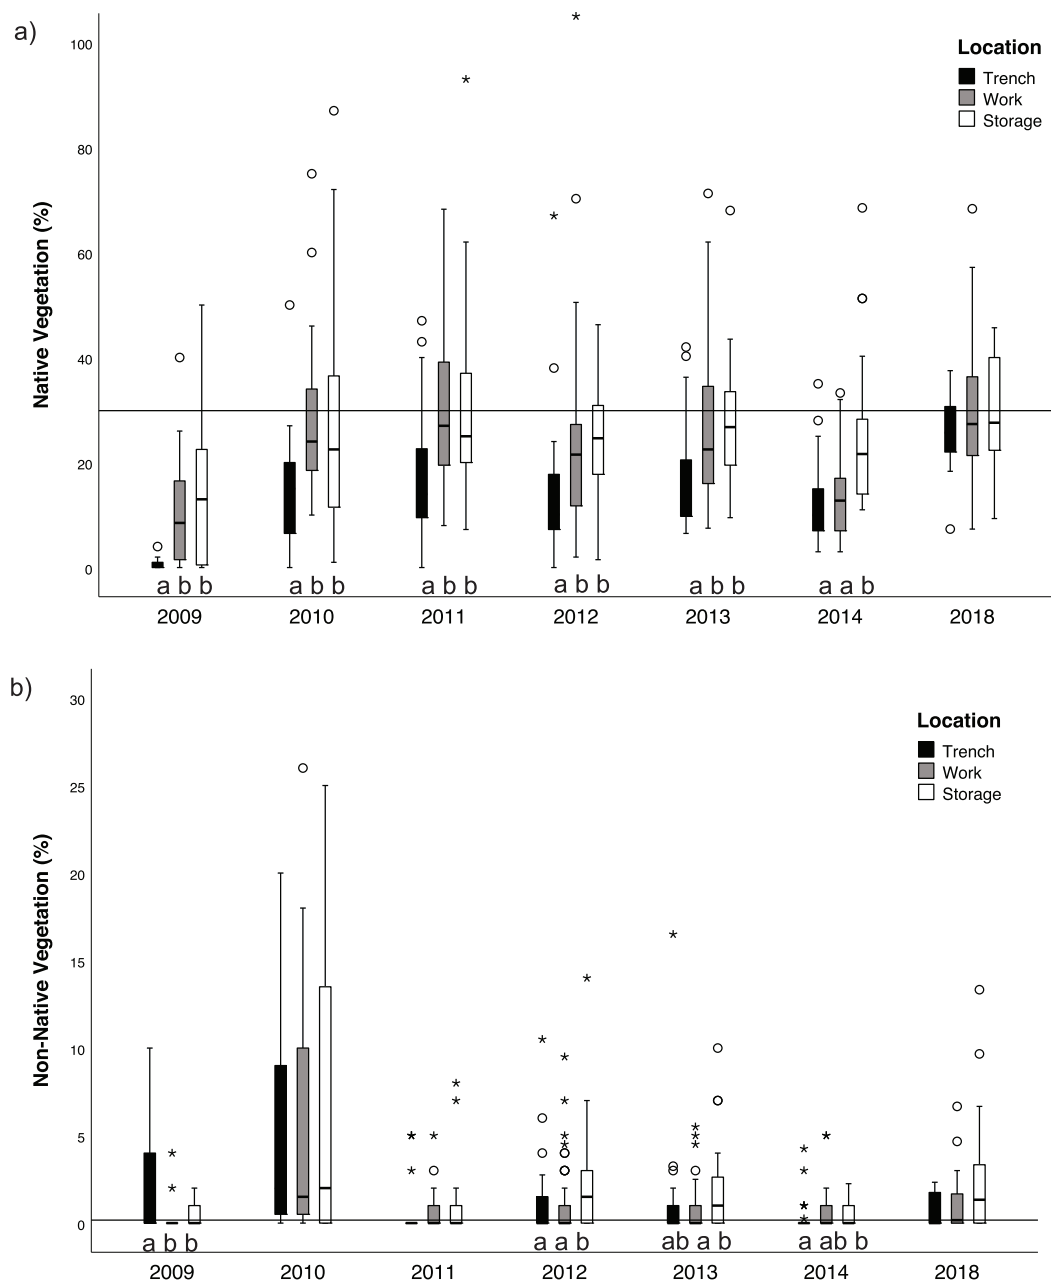 a)
Native Vegetation (%)
100
80
60
40
20
0
Location
Trench
Work
Storage
a b b a b b a b b a b b a b b a a b
2009 2010 2011 2012 2013 2014 2018
b)
Non-Native Vegetation (%)
30
25
20
15
10
5
0
Location
Trench
Work
Storage
a b b a a b ab a b a ab b
2009 2010 2011 2012 2013 2014 2018